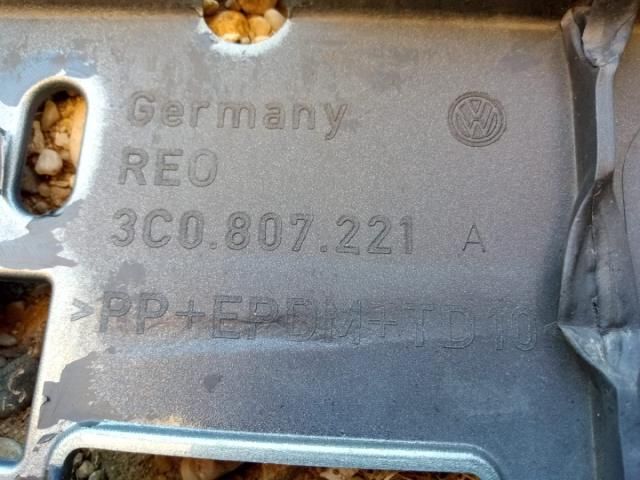 Germany
REO
3C0.807.221 A
>PP+EPDM+TD10